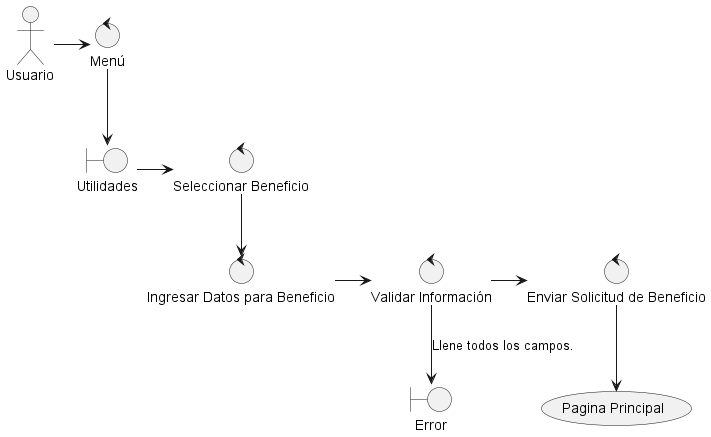 Usuario
Menú
Utilidades
Seleccionar Beneficio
Ingresar Datos para Beneficio
Validar Información
Enviar Solicitud de Beneficio
Llene todos los campos.
Error
Pagina Principal